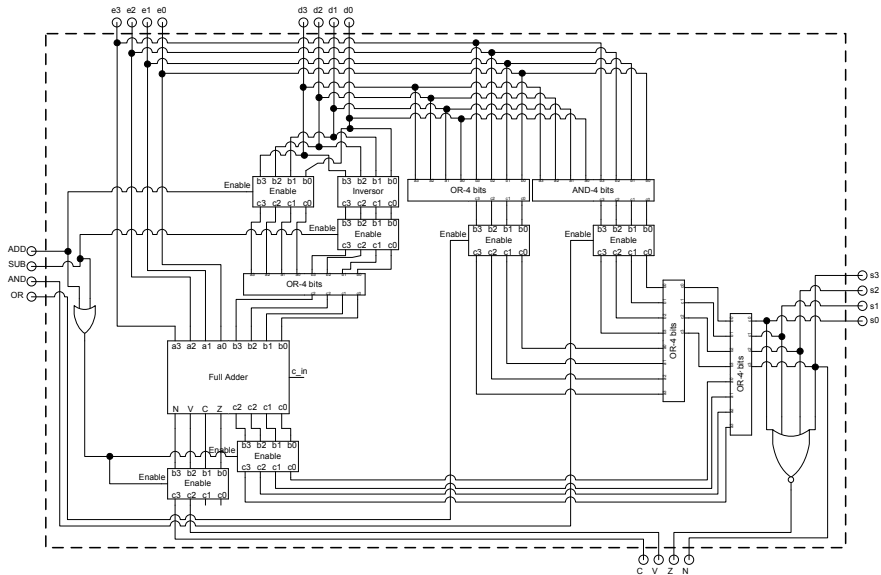 e3 e2 e1 e0 d3 d2 d1 d0
b3 b2 b1 b0 b3 b2 b1 b0
Enable Enable Inversor OR-4 bits AND-4 bits
c3 c2 c1 c0 c3 c2 c1 c0
b3 b2 b1 b0 b3 b2 b1 b0 b3 b2 b1 b0
Enable Enable Enable Enable Enable Enable
c3 c2 c1 c0 c3 c2 c1 c0 c3 c2 c1 c0
ADD
SUB
AND
OR
s3
s2
s1
s0
OR-4 bits
OR-4 bits
OR-4 bits
a3 a2 a1 a0 b3 b2 b1 b0
Full Adder c_in
N V C Z c2 c2 c1 c0
b3 b2 b1 b0
Enable Enable
c3 c2 c1 c0
b3 b2 b1 b0
Enable Enable
c3 c2 c1 c0
C V Z N